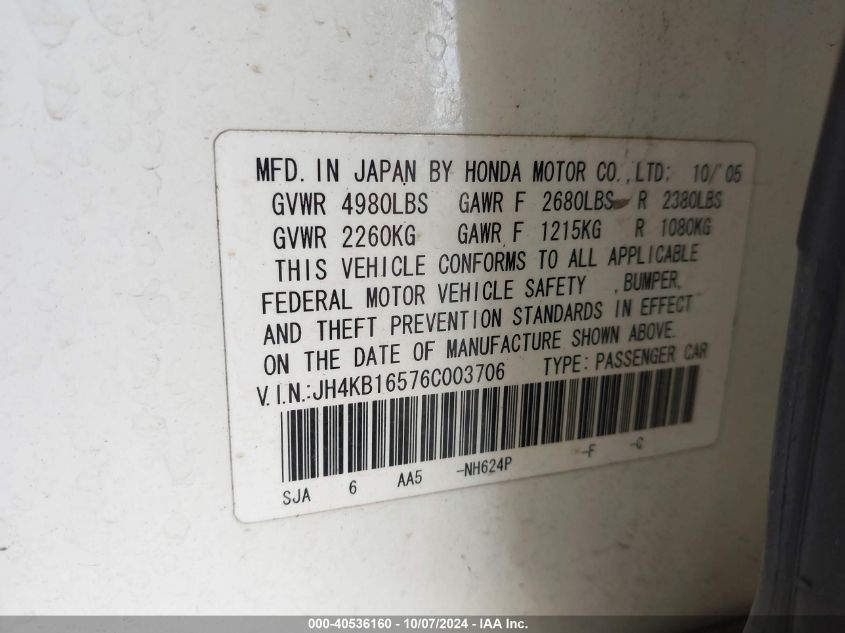 MFD. IN JAPAN BY HONDA MOTOR CO.,LTD: 10/'05
GVWR 4980LBS GAWR F 2680LBS R 2380LBS
GVWR 2260KG GAWR F 1215KG R 1080KG
THIS VEHICLE CONFORMS TO ALL APPLICABLE
FEDERAL MOTOR VEHICLE SAFETY ,BUMPER,
AND THEFT PREVENTION STANDARDS IN EFFECT
ON THE DATE OF MANUFACTURE SHOWN ABOVE.
V.I.N.:JH4KB16576C003706 TYPE: PASSENGER CAR
SJA 6 AA5 -NH624P -F -C
000-40536160 - 10/07/2024 - IAA Inc.